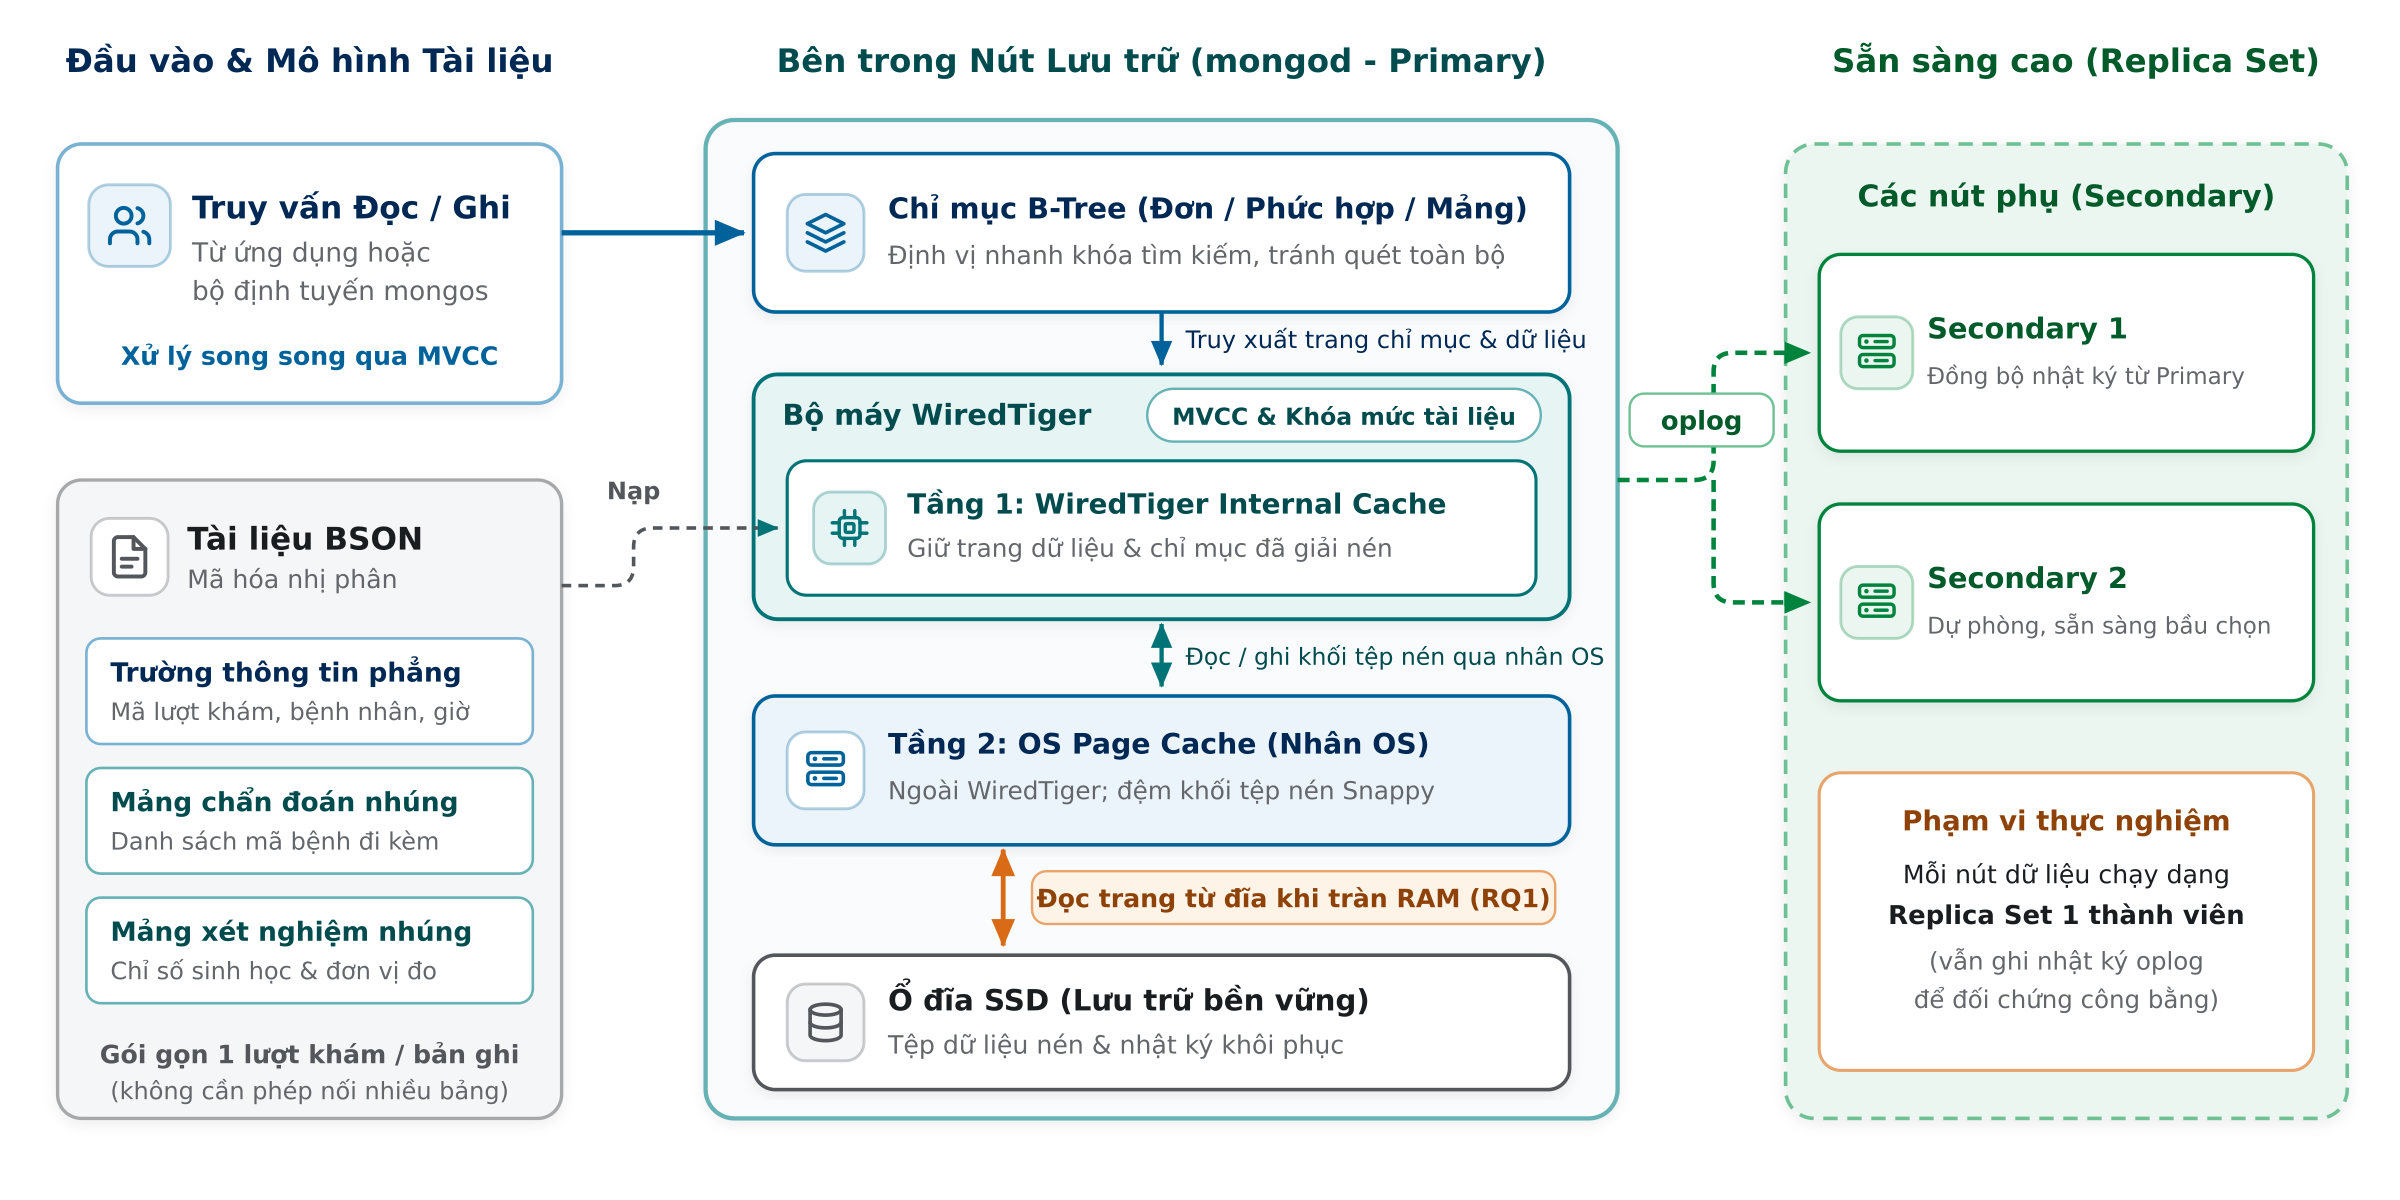 Đầu vào & Mô hình Tài liệu
Truy vấn Đọc / Ghi
Từ ứng dụng hoặc
bộ định tuyến mongos
Xử lý song song qua MVCC
Tài liệu BSON
Mã hóa nhị phân
Trường thông tin phẳng
Mã lượt khám, bệnh nhân, giờ
Mảng chẩn đoán nhúng
Danh sách mã bệnh đi kèm
Mảng xét nghiệm nhúng
Chỉ số sinh học & đơn vị đo
Gói gọn 1 lượt khám / bản ghi
(không cần phép nối nhiều bảng)
Nạp
Bên trong Nút Lưu trữ (mongod - Primary)
Chỉ mục B-Tree (Đơn / Phức hợp / Mảng)
Định vị nhanh khóa tìm kiếm, tránh quét toàn bộ
Truy xuất trang chỉ mục & dữ liệu
Bộ máy WiredTiger
MVCC & Khóa mức tài liệu
Tầng 1: WiredTiger Internal Cache
Giữ trang dữ liệu & chỉ mục đã giải nén
Đọc / ghi khối tệp nén qua nhân OS
Tầng 2: OS Page Cache (Nhân OS)
Ngoài WiredTiger; đệm khối tệp nén Snappy
Đọc trang từ đĩa khi tràn RAM (RQ1)
Ổ đĩa SSD (Lưu trữ bền vững)
Tệp dữ liệu nén & nhật ký khôi phục
oplog
Sẵn sàng cao (Replica Set)
Các nút phụ (Secondary)
Secondary 1
Đồng bộ nhật ký từ Primary
Secondary 2
Dự phòng, sẵn sàng bầu chọn
Phạm vi thực nghiệm
Mỗi nút dữ liệu chạy dạng
Replica Set 1 thành viên
(vẫn ghi nhật ký oplog
để đối chứng công bằng)